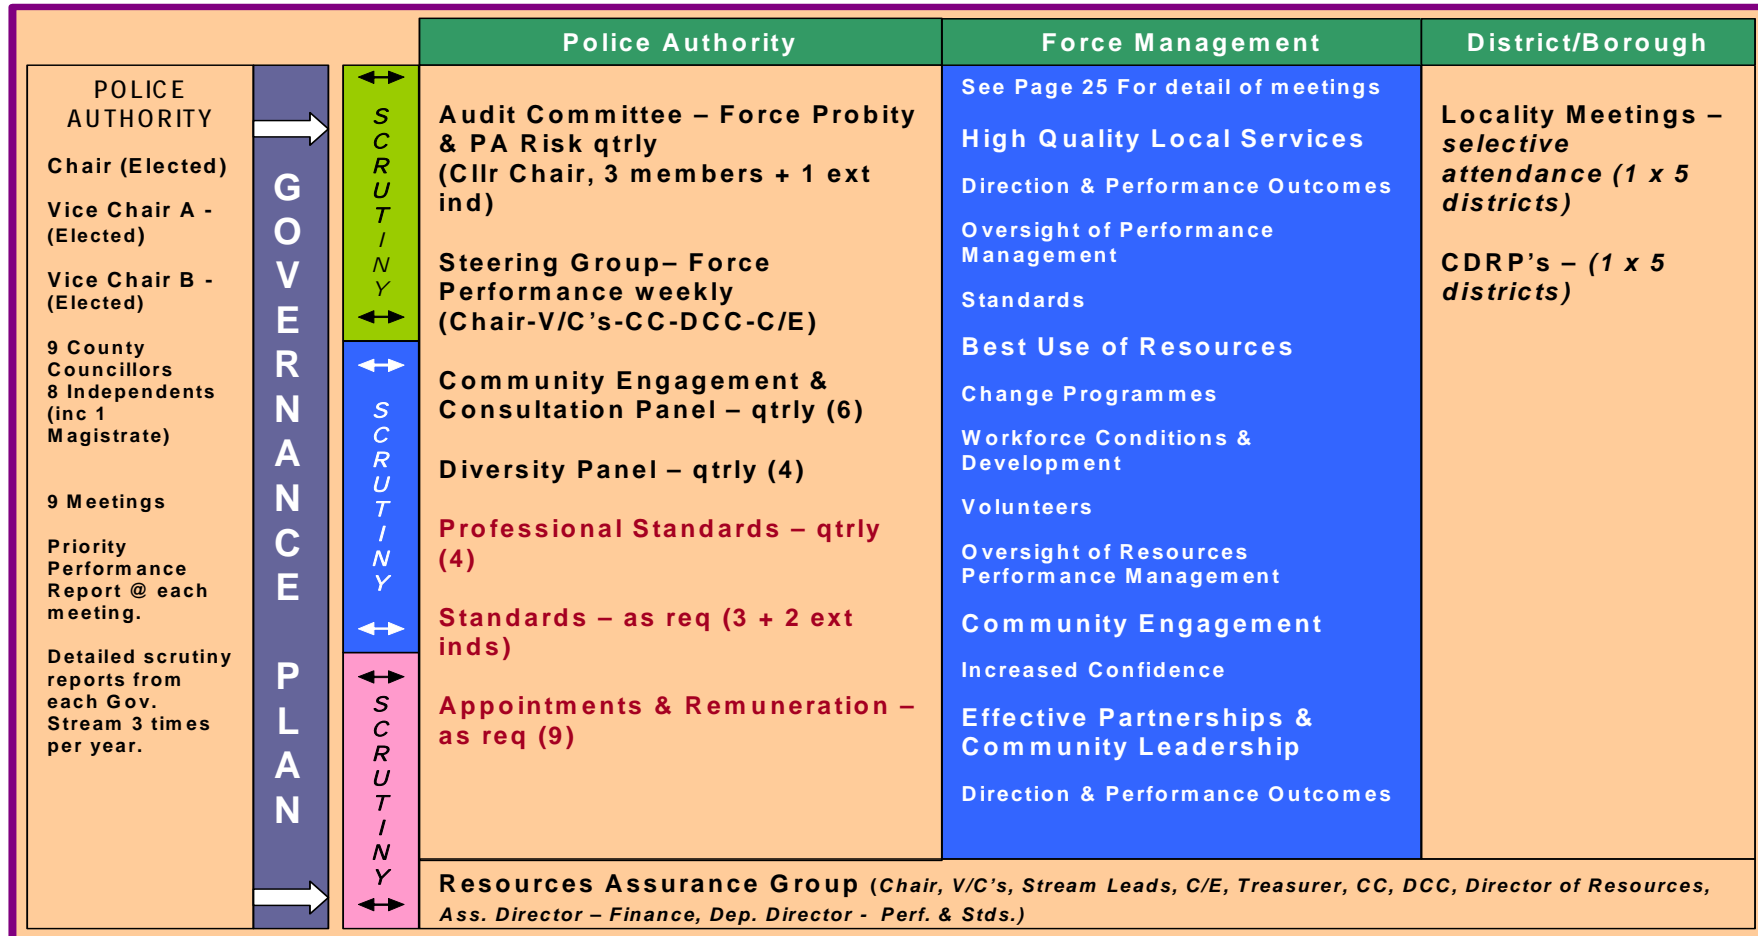 Police Authority
Force Management
District/Borough
POLICE
AUTHORITY
Chair (Elected)
Vice Chair A -
(Elected)
Vice Chair B -
(Elected)
9 County
Councillors
8 Independents
(inc 1
Magistrate)
9 Meetings
Priority
Performance
Report @ each
meeting.
Detailed scrutiny
reports from
each Gov.
Stream 3 times
per year.
GOVERNANCE PLAN
SCRUTINY
SCRUTINY
SCRUTINY
Audit Committee – Force Probity
& PA Risk qtrly
(Cllr Chair, 3 members + 1 ext
ind)
Steering Group– Force
Performance weekly
(Chair-V/C’s-CC-DCC-C/E)
Community Engagement &
Consultation Panel – qtrly (6)
Diversity Panel – qtrly (4)
Professional Standards – qtrly
(4)
Standards – as req (3 + 2 ext
inds)
Appointments & Remuneration –
as req (9)
See Page 25 For detail of meetings
High Quality Local Services
Direction & Performance Outcomes
Oversight of Performance
Management
Standards
Best Use of Resources
Change Programmes
Workforce Conditions &
Development
Volunteers
Oversight of Resources
Performance Management
Community Engagement
Increased Confidence
Effective Partnerships &
Community Leadership
Direction & Performance Outcomes
Locality Meetings –
selective
attendance (1 x 5
districts)
CDRP’s – (1 x 5
districts)
Resources Assurance Group (Chair, V/C’s, Stream Leads, C/E, Treasurer, CC, DCC, Director of Resources,
Ass. Director – Finance, Dep. Director - Perf. & Stds.)